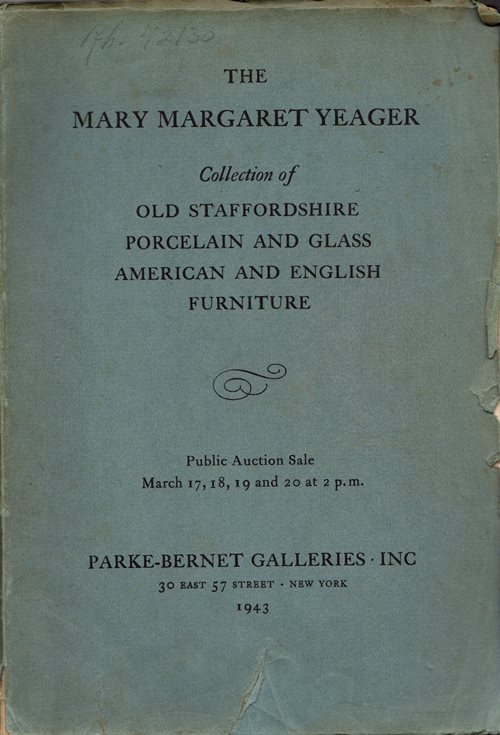 THE
MARY MARGARET YEAGER
Collection of
OLD STAFFORDSHIRE
PORCELAIN AND GLASS
AMERICAN AND ENGLISH
FURNITURE
Public Auction Sale
March 17, 18, 19 and 20 at 2 p.m.
PARKE-BERNET GALLERIES · INC
30 EAST 57 STREET · NEW YORK
1943